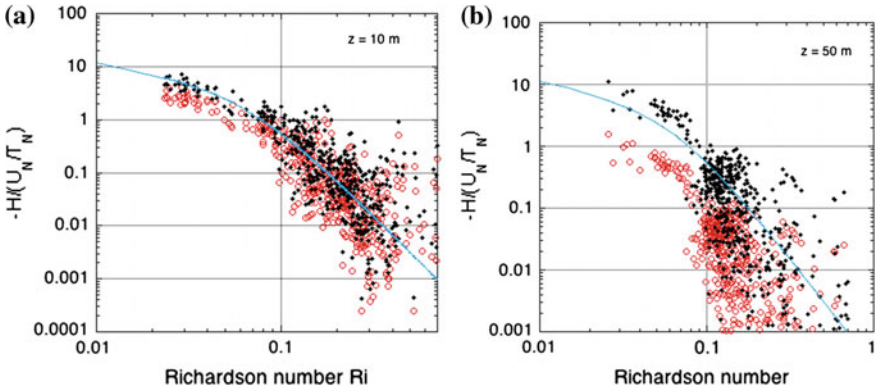 (a)
100
10
1
0.1
0.01
0.001
0.0001
-H/(U_N/T_N)
z = 10 m
0.01
0.1
Richardson number Ri
(b)
100
10
1
0.1
0.01
0.001
-H/(U_N/T_N)
z = 50 m
0.01
0.1
1
Richardson number